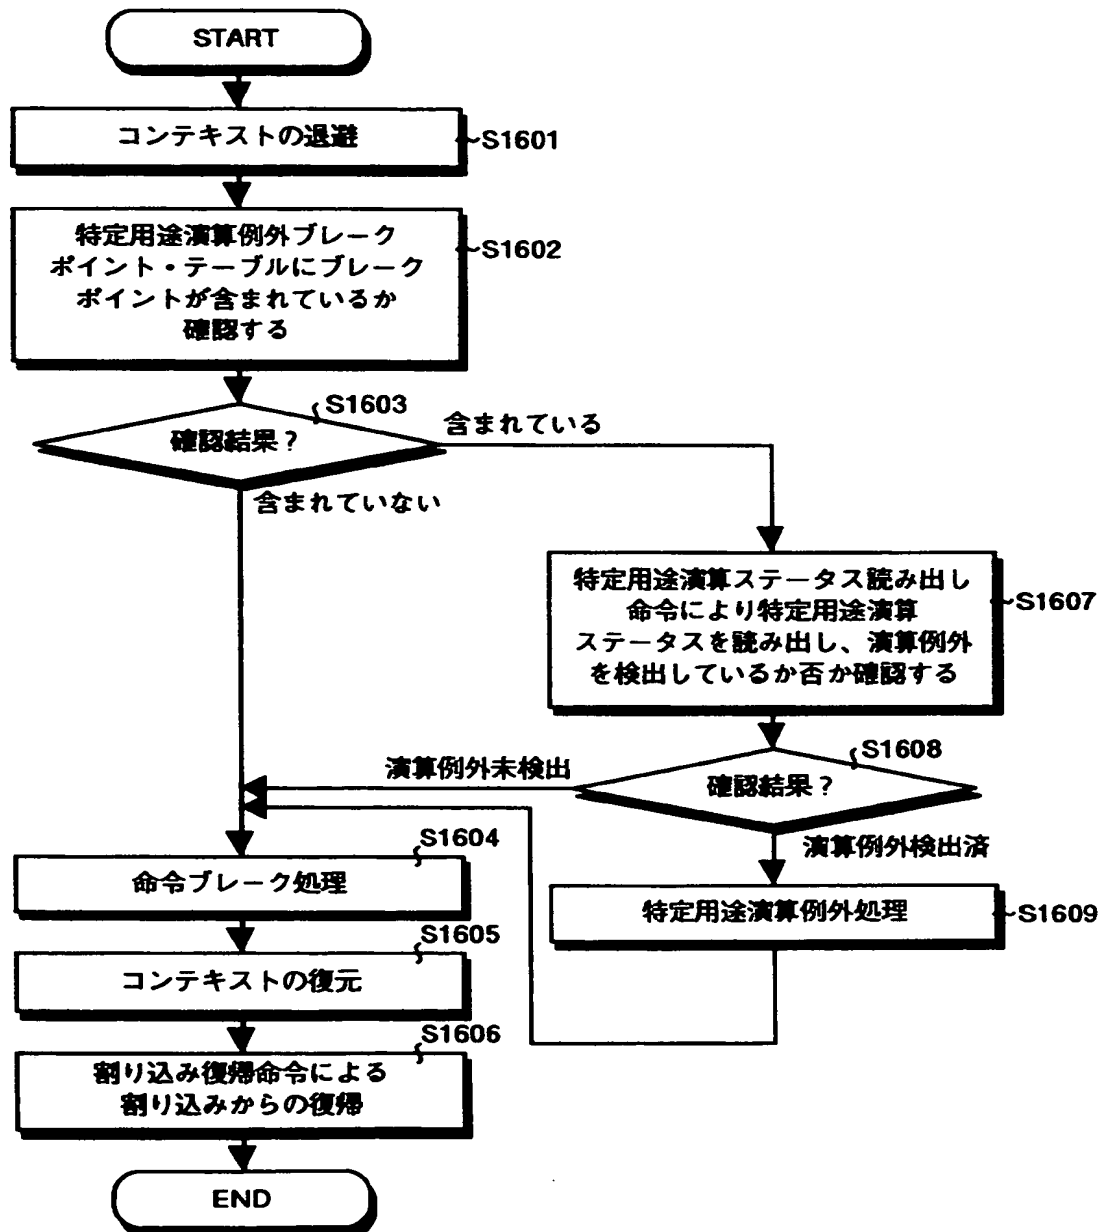 START
コンテキストの退避
S1601
特定用途演算例外ブレーク
ポイント・テーブルにブレーク
ポイントが含まれているか
確認する
S1602
S1603
確認結果？
含まれている
含まれていない
特定用途演算ステータス読み出し
命令により特定用途演算
ステータスを読み出し、演算例外
を検出しているか否か確認する
S1607
S1608
確認結果？
演算例外未検出
演算例外検出済
特定用途演算例外処理
S1609
S1604
命令ブレーク処理
S1605
コンテキストの復元
S1606
割り込み復帰命令による
割り込みからの復帰
END